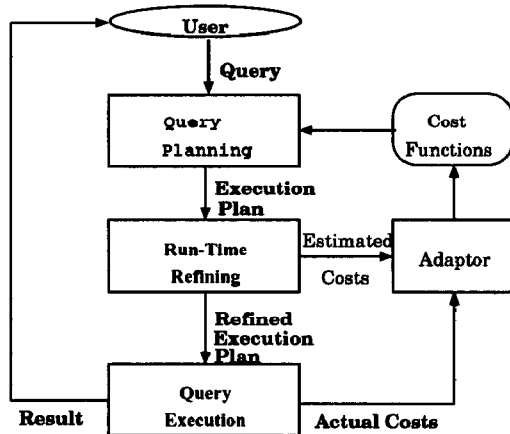 User
Query
Query
Planning
Cost
Functions
Execution
Plan
Run-Time
Refining
Estimated
Costs
Adaptor
Refined
Execution
Plan
Query
Execution
Result
Actual Costs